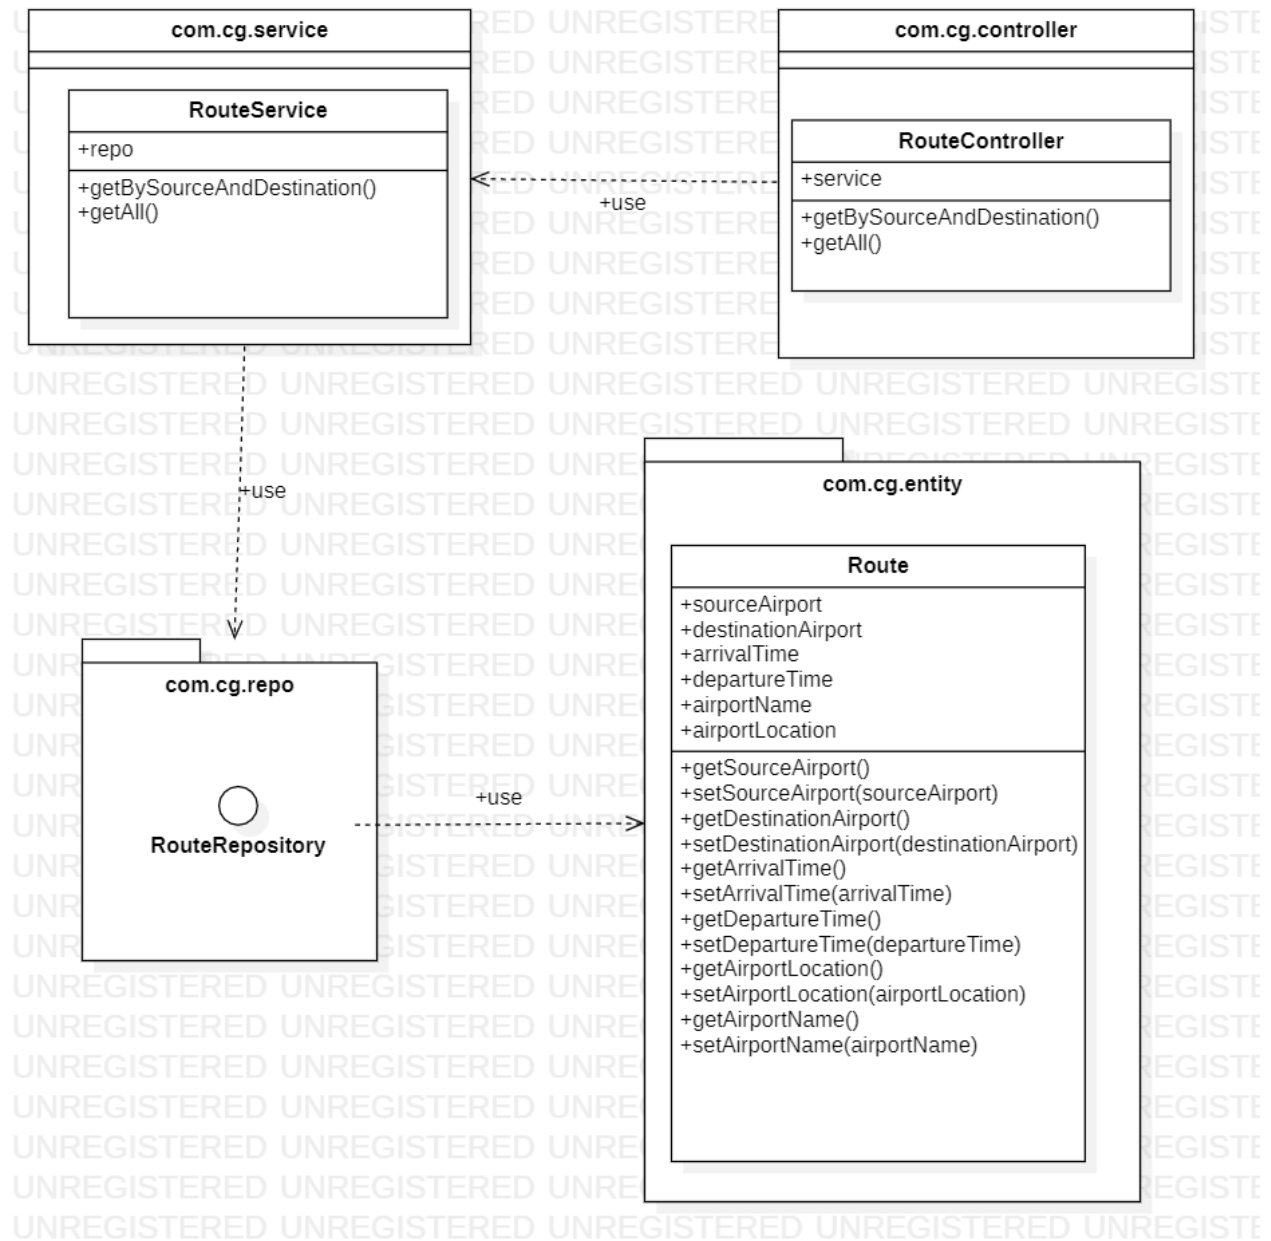 com.cg.service
RouteService
+repo
+getBySourceAndDestination()
+getAll()
com.cg.controller
RouteController
+service
+getBySourceAndDestination()
+getAll()
+use
+use
com.cg.repo
RouteRepository
+use
com.cg.entity
Route
+sourceAirport
+destinationAirport
+arrivalTime
+departureTime
+airportName
+airportLocation
+getSourceAirport()
+setSourceAirport(sourceAirport)
+getDestinationAirport()
+setDestinationAirport(destinationAirport)
+getArrivalTime()
+setArrivalTime(arrivalTime)
+getDepartureTime()
+setDepartureTime(departureTime)
+getAirportLocation()
+setAirportLocation(airportLocation)
+getAirportName()
+setAirportName(airportName)
UNREGISTERED